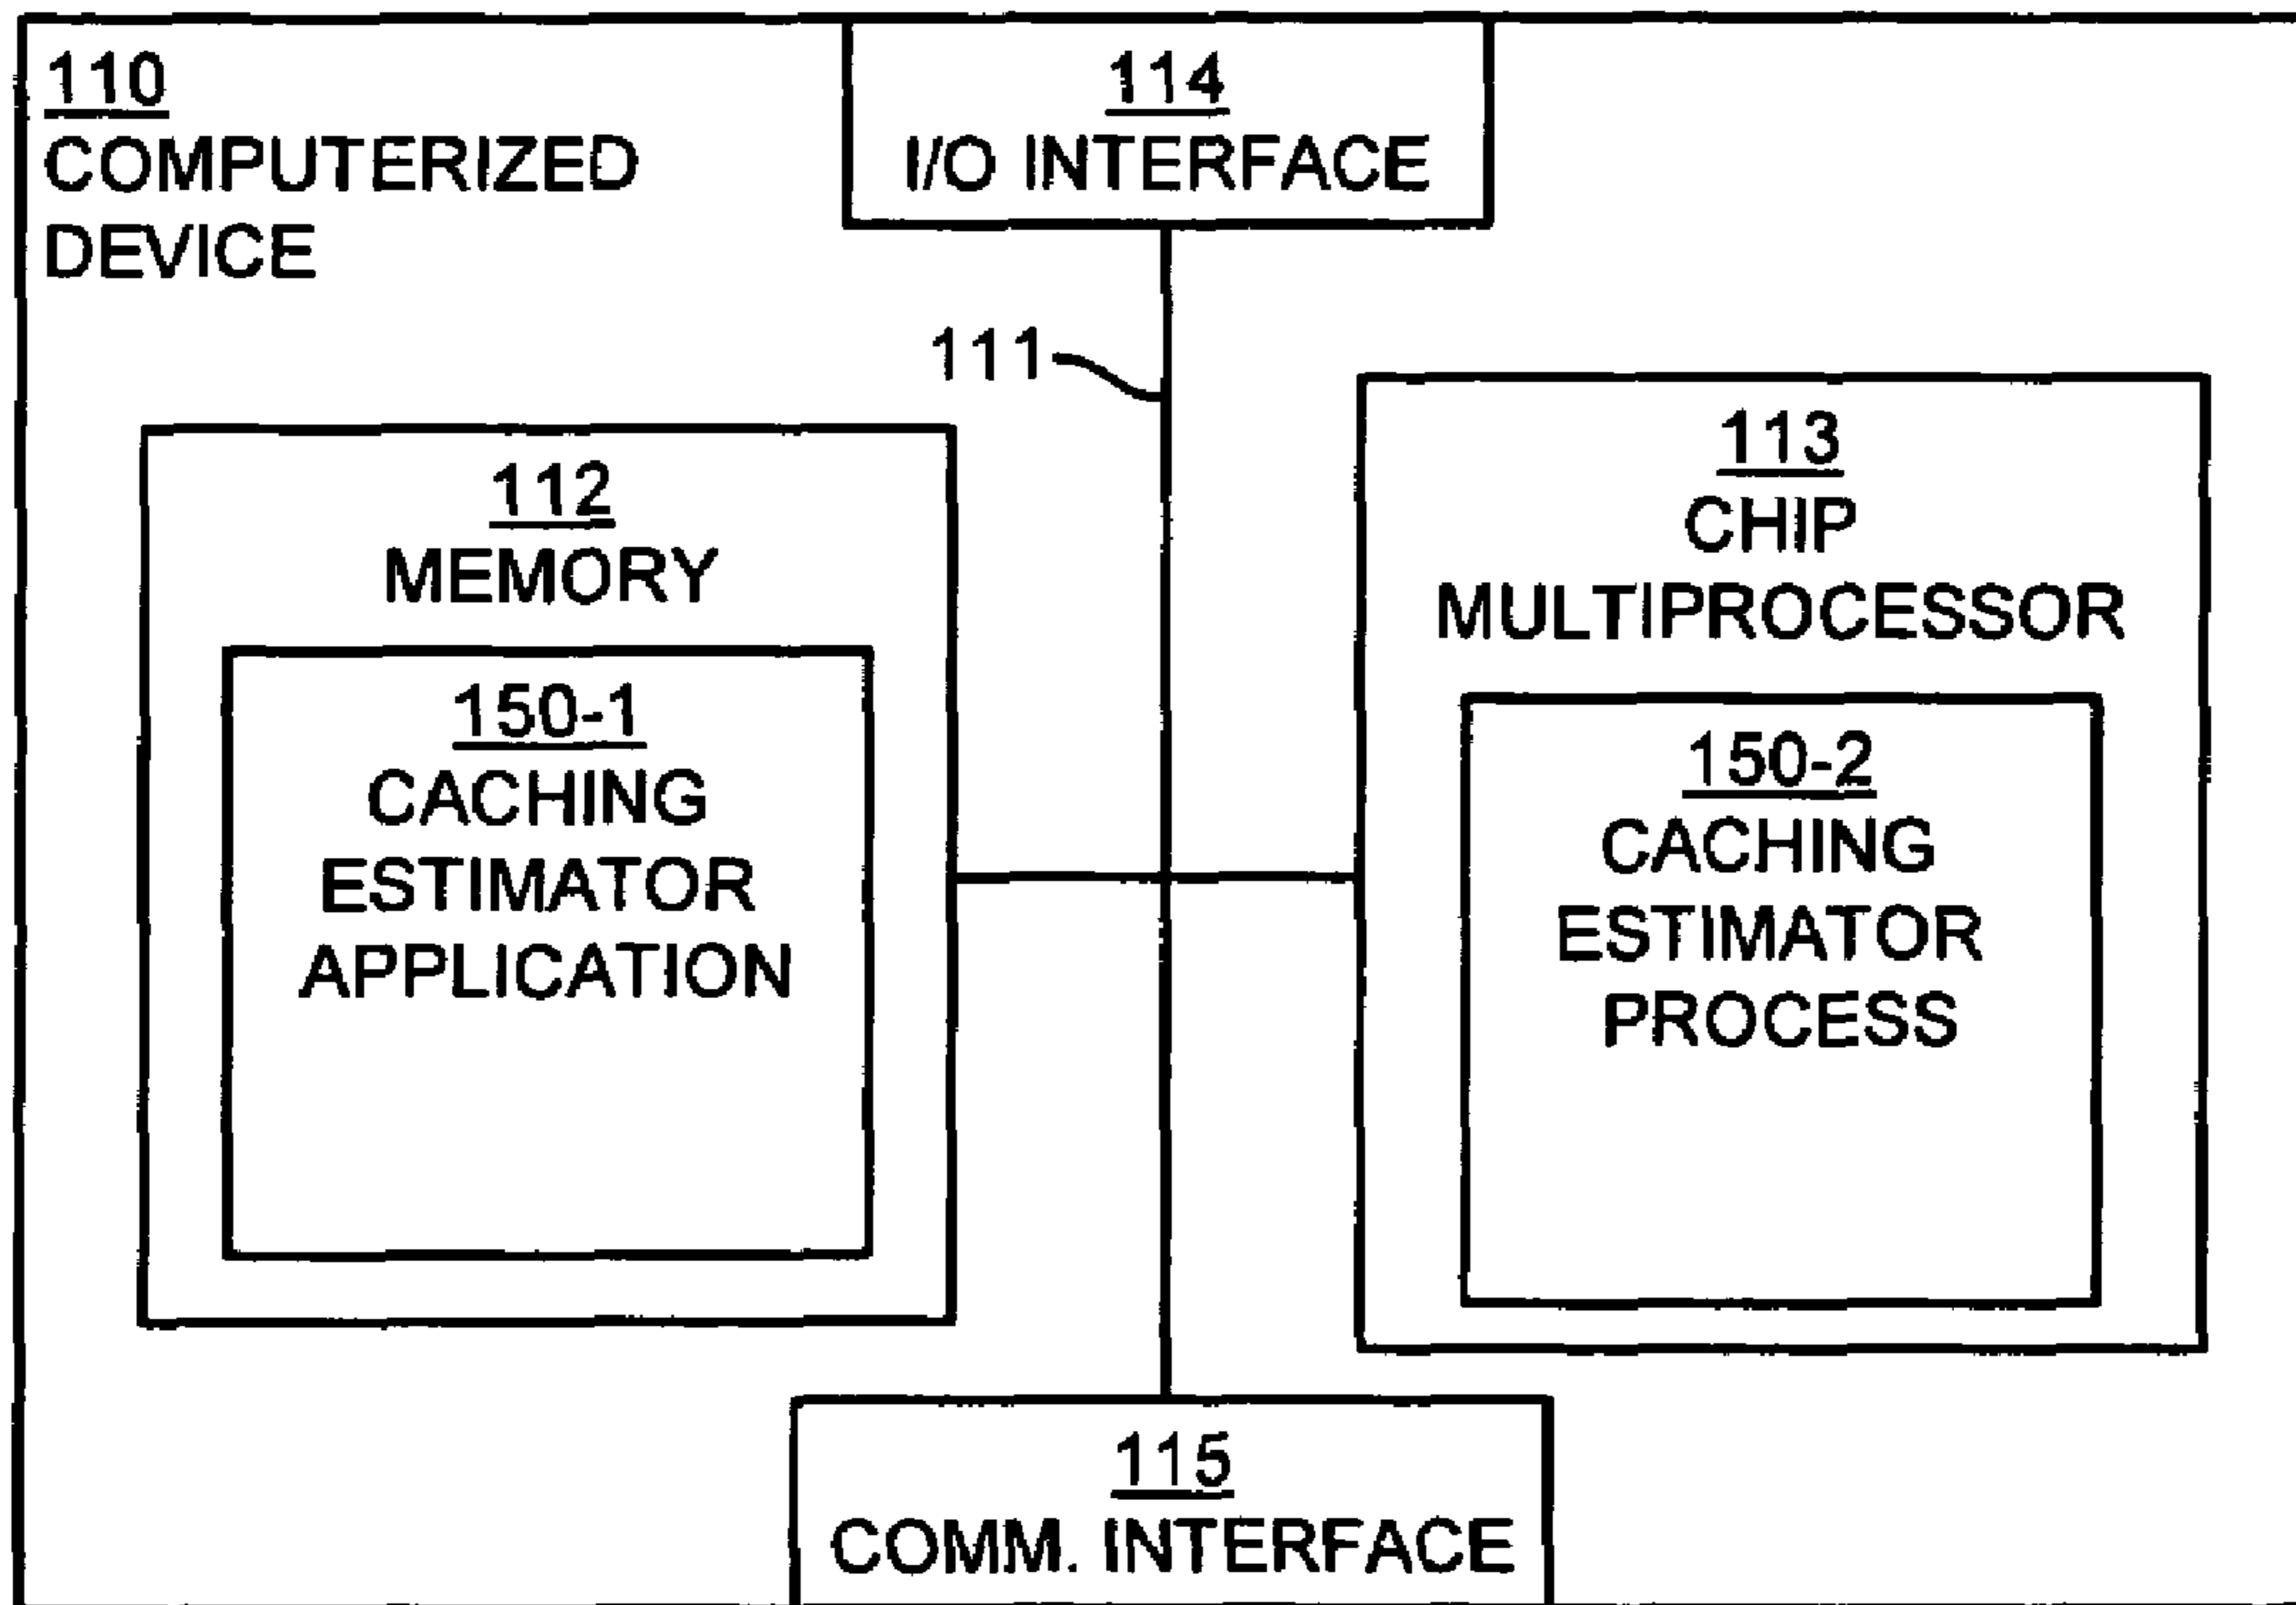 110
COMPUTERIZED
DEVICE
114
I/O INTERFACE
111
112
MEMORY
150-1
CACHING
ESTIMATOR
APPLICATION
113
CHIP
MULTIPROCESSOR
150-2
CACHING
ESTIMATOR
PROCESS
115
COMM. INTERFACE